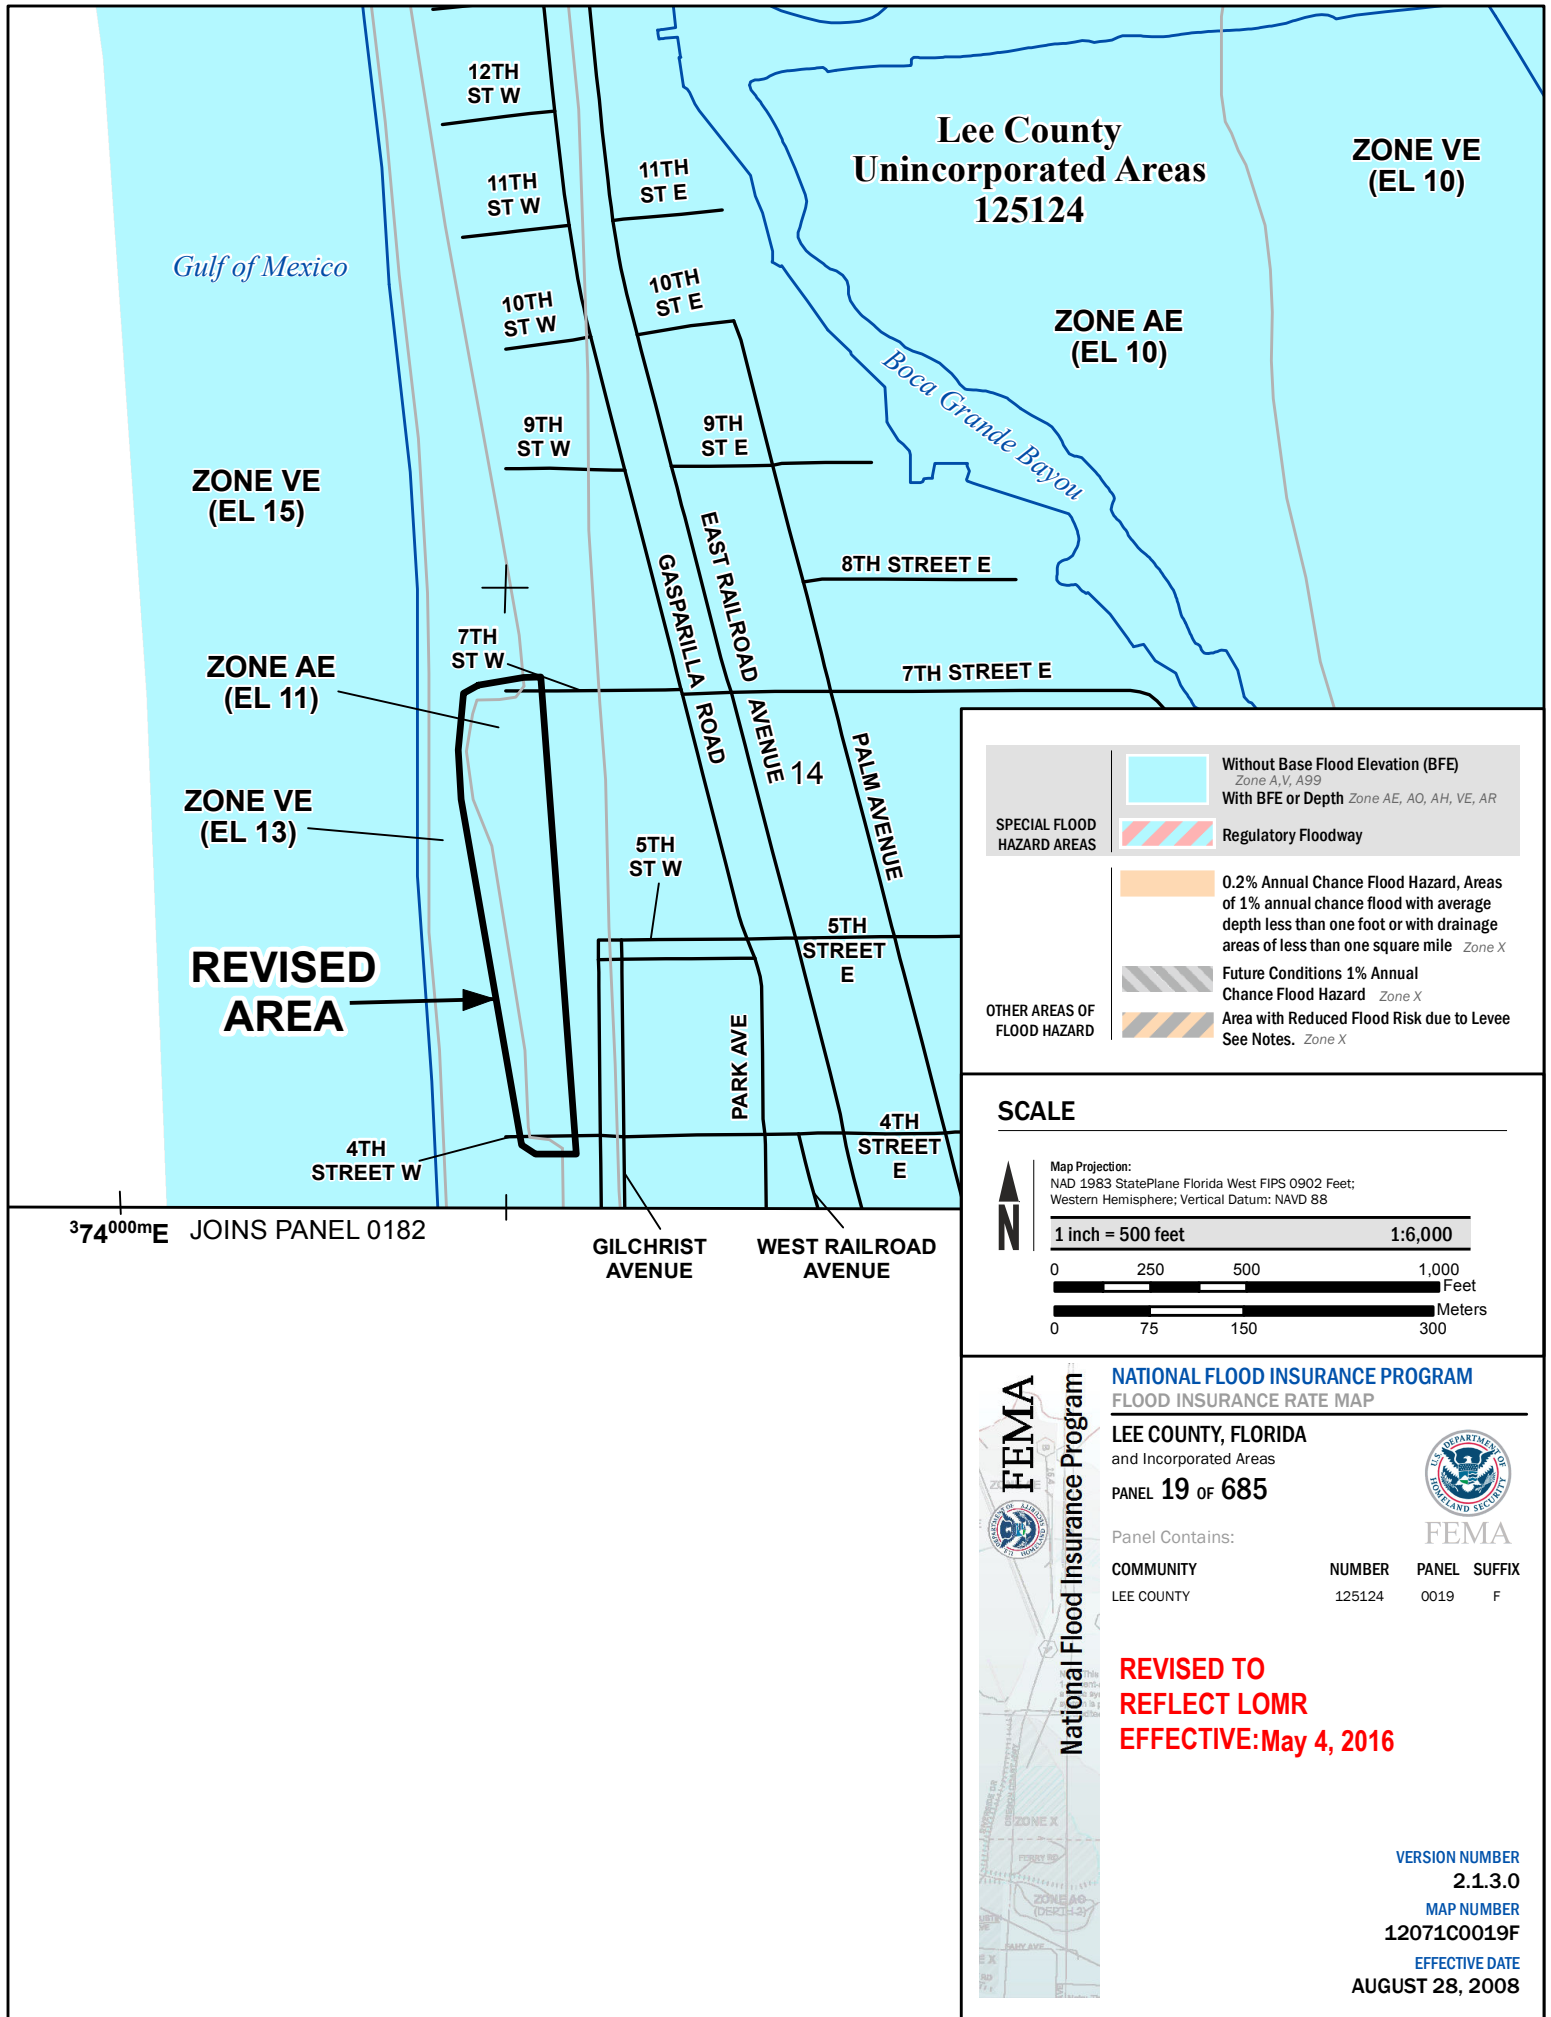 12TH
ST W
11TH
ST W
11TH
ST E
Lee County
Unincorporated Areas
125124
ZONE VE
(EL 10)
Gulf of Mexico
10TH
ST W
10TH
ST E
ZONE AE
(EL 10)
Boca Grande Bayou
9TH
ST W
9TH
ST E
ZONE VE
(EL 15)
GASPARILLA ROAD
EAST RAILROAD AVENUE
8TH STREET E
7TH
ST W
7TH STREET E
ZONE AE
(EL 11)
14
PALM AVENUE
ZONE VE
(EL 13)
5TH
ST W
5TH
STREET
E
REVISED
AREA
PARK AVE
4TH
STREET W
4TH
STREET
E
374000mE JOINS PANEL 0182
GILCHRIST
AVENUE
WEST RAILROAD
AVENUE
SPECIAL FLOOD
HAZARD AREAS
Without Base Flood Elevation (BFE)
Zone A,V, A99
With BFE or Depth Zone AE, AO, AH, VE, AR
Regulatory Floodway
OTHER AREAS OF
FLOOD HAZARD
0.2% Annual Chance Flood Hazard, Areas
of 1% annual chance flood with average
depth less than one foot or with drainage
areas of less than one square mile Zone X
Future Conditions 1% Annual
Chance Flood Hazard Zone X
Area with Reduced Flood Risk due to Levee
See Notes. Zone X
SCALE
N
Map Projection:
NAD 1983 StatePlane Florida West FIPS 0902 Feet;
Western Hemisphere; Vertical Datum: NAVD 88
1 inch = 500 feet 1:6,000
0 250 500 1,000
Feet
Meters
0 75 150 300
FEMA
National Flood Insurance Program
NATIONAL FLOOD INSURANCE PROGRAM
FLOOD INSURANCE RATE MAP
LEE COUNTY, FLORIDA
and Incorporated Areas
PANEL 19 OF 685
U.S. DEPARTMENT OF
HOMELAND SECURITY
FEMA
Panel Contains:
COMMUNITY NUMBER PANEL SUFFIX
LEE COUNTY 125124 0019 F
REVISED TO
REFLECT LOMR
EFFECTIVE:May 4, 2016
ZONE X
FERRY RD
ZONE AO
(DEPTH 2)
VERSION NUMBER
2.1.3.0
MAP NUMBER
12071C0019F
EFFECTIVE DATE
AUGUST 28, 2008